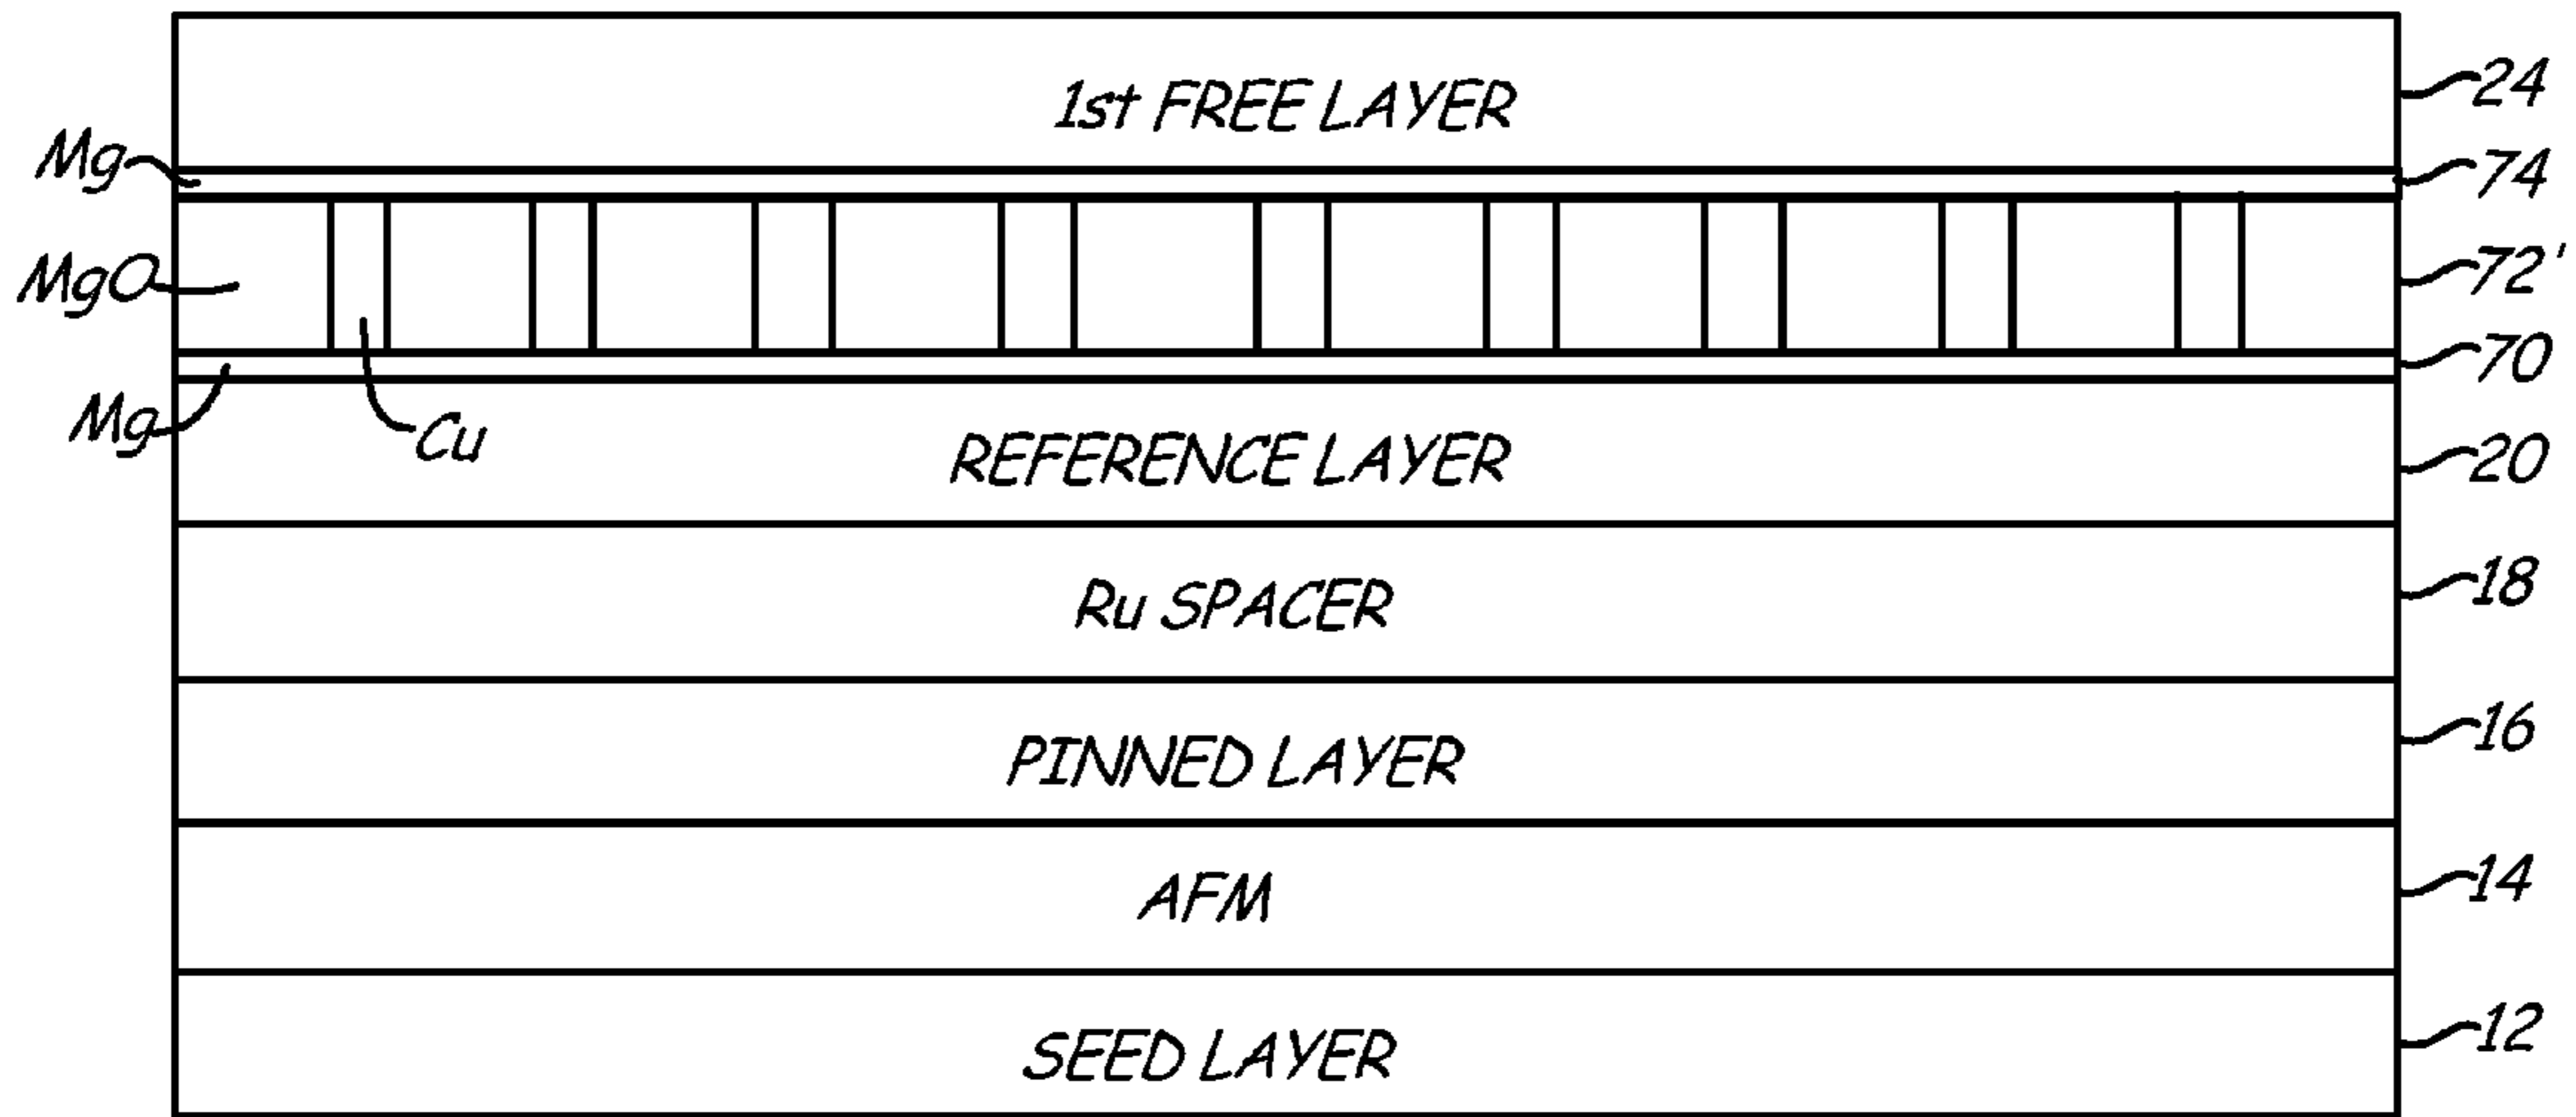 1st FREE LAYER
24
Mg
74
MgO
72'
70
Mg
Cu
REFERENCE LAYER
20
Ru SPACER
18
PINNED LAYER
16
AFM
14
SEED LAYER
12